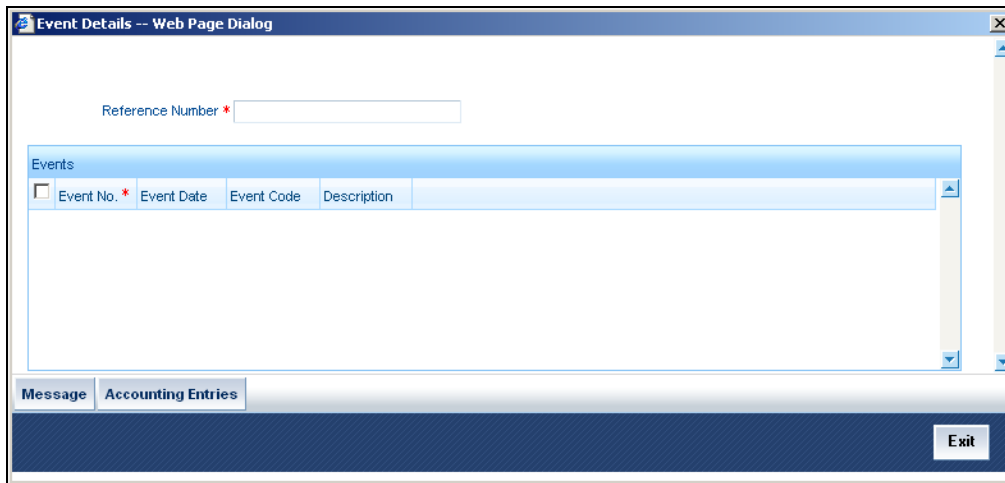 Event Details -- Web Page Dialog
Reference Number *
Events
Event No. * Event Date Event Code Description
Message Accounting Entries
Exit